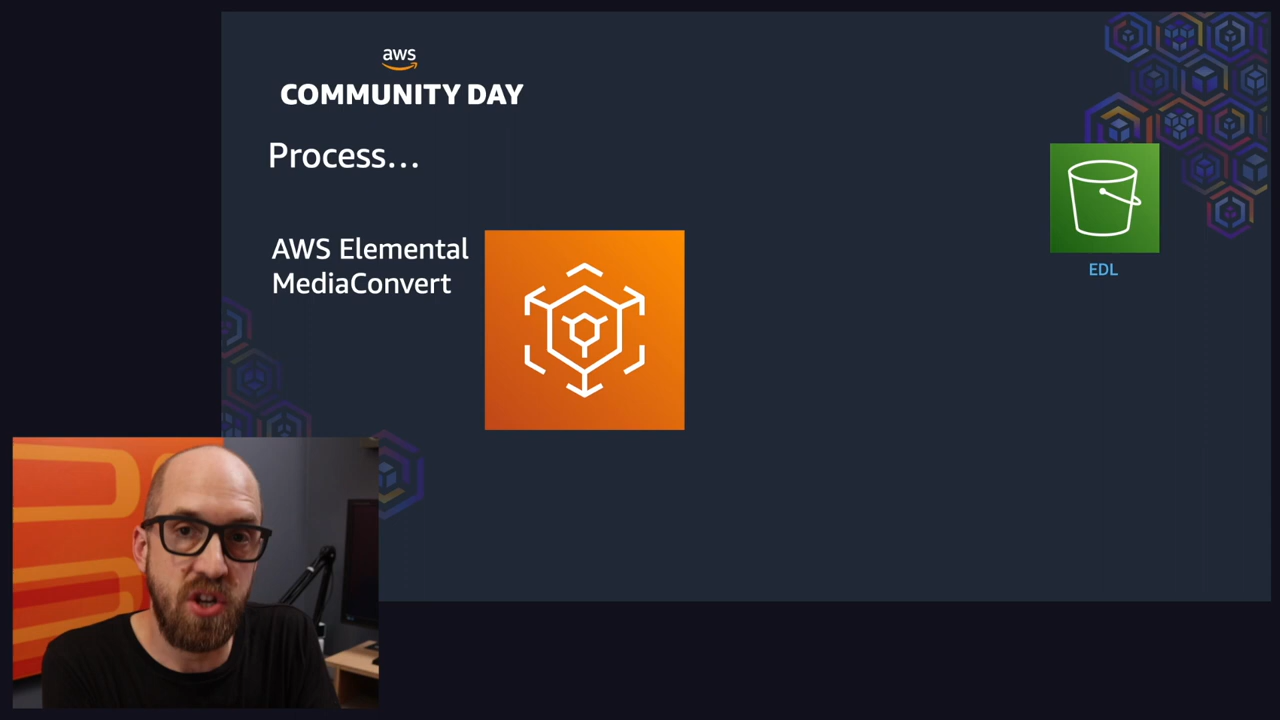 aws
COMMUNITY DAY
Process...
AWS Elemental
MediaConvert
EDL